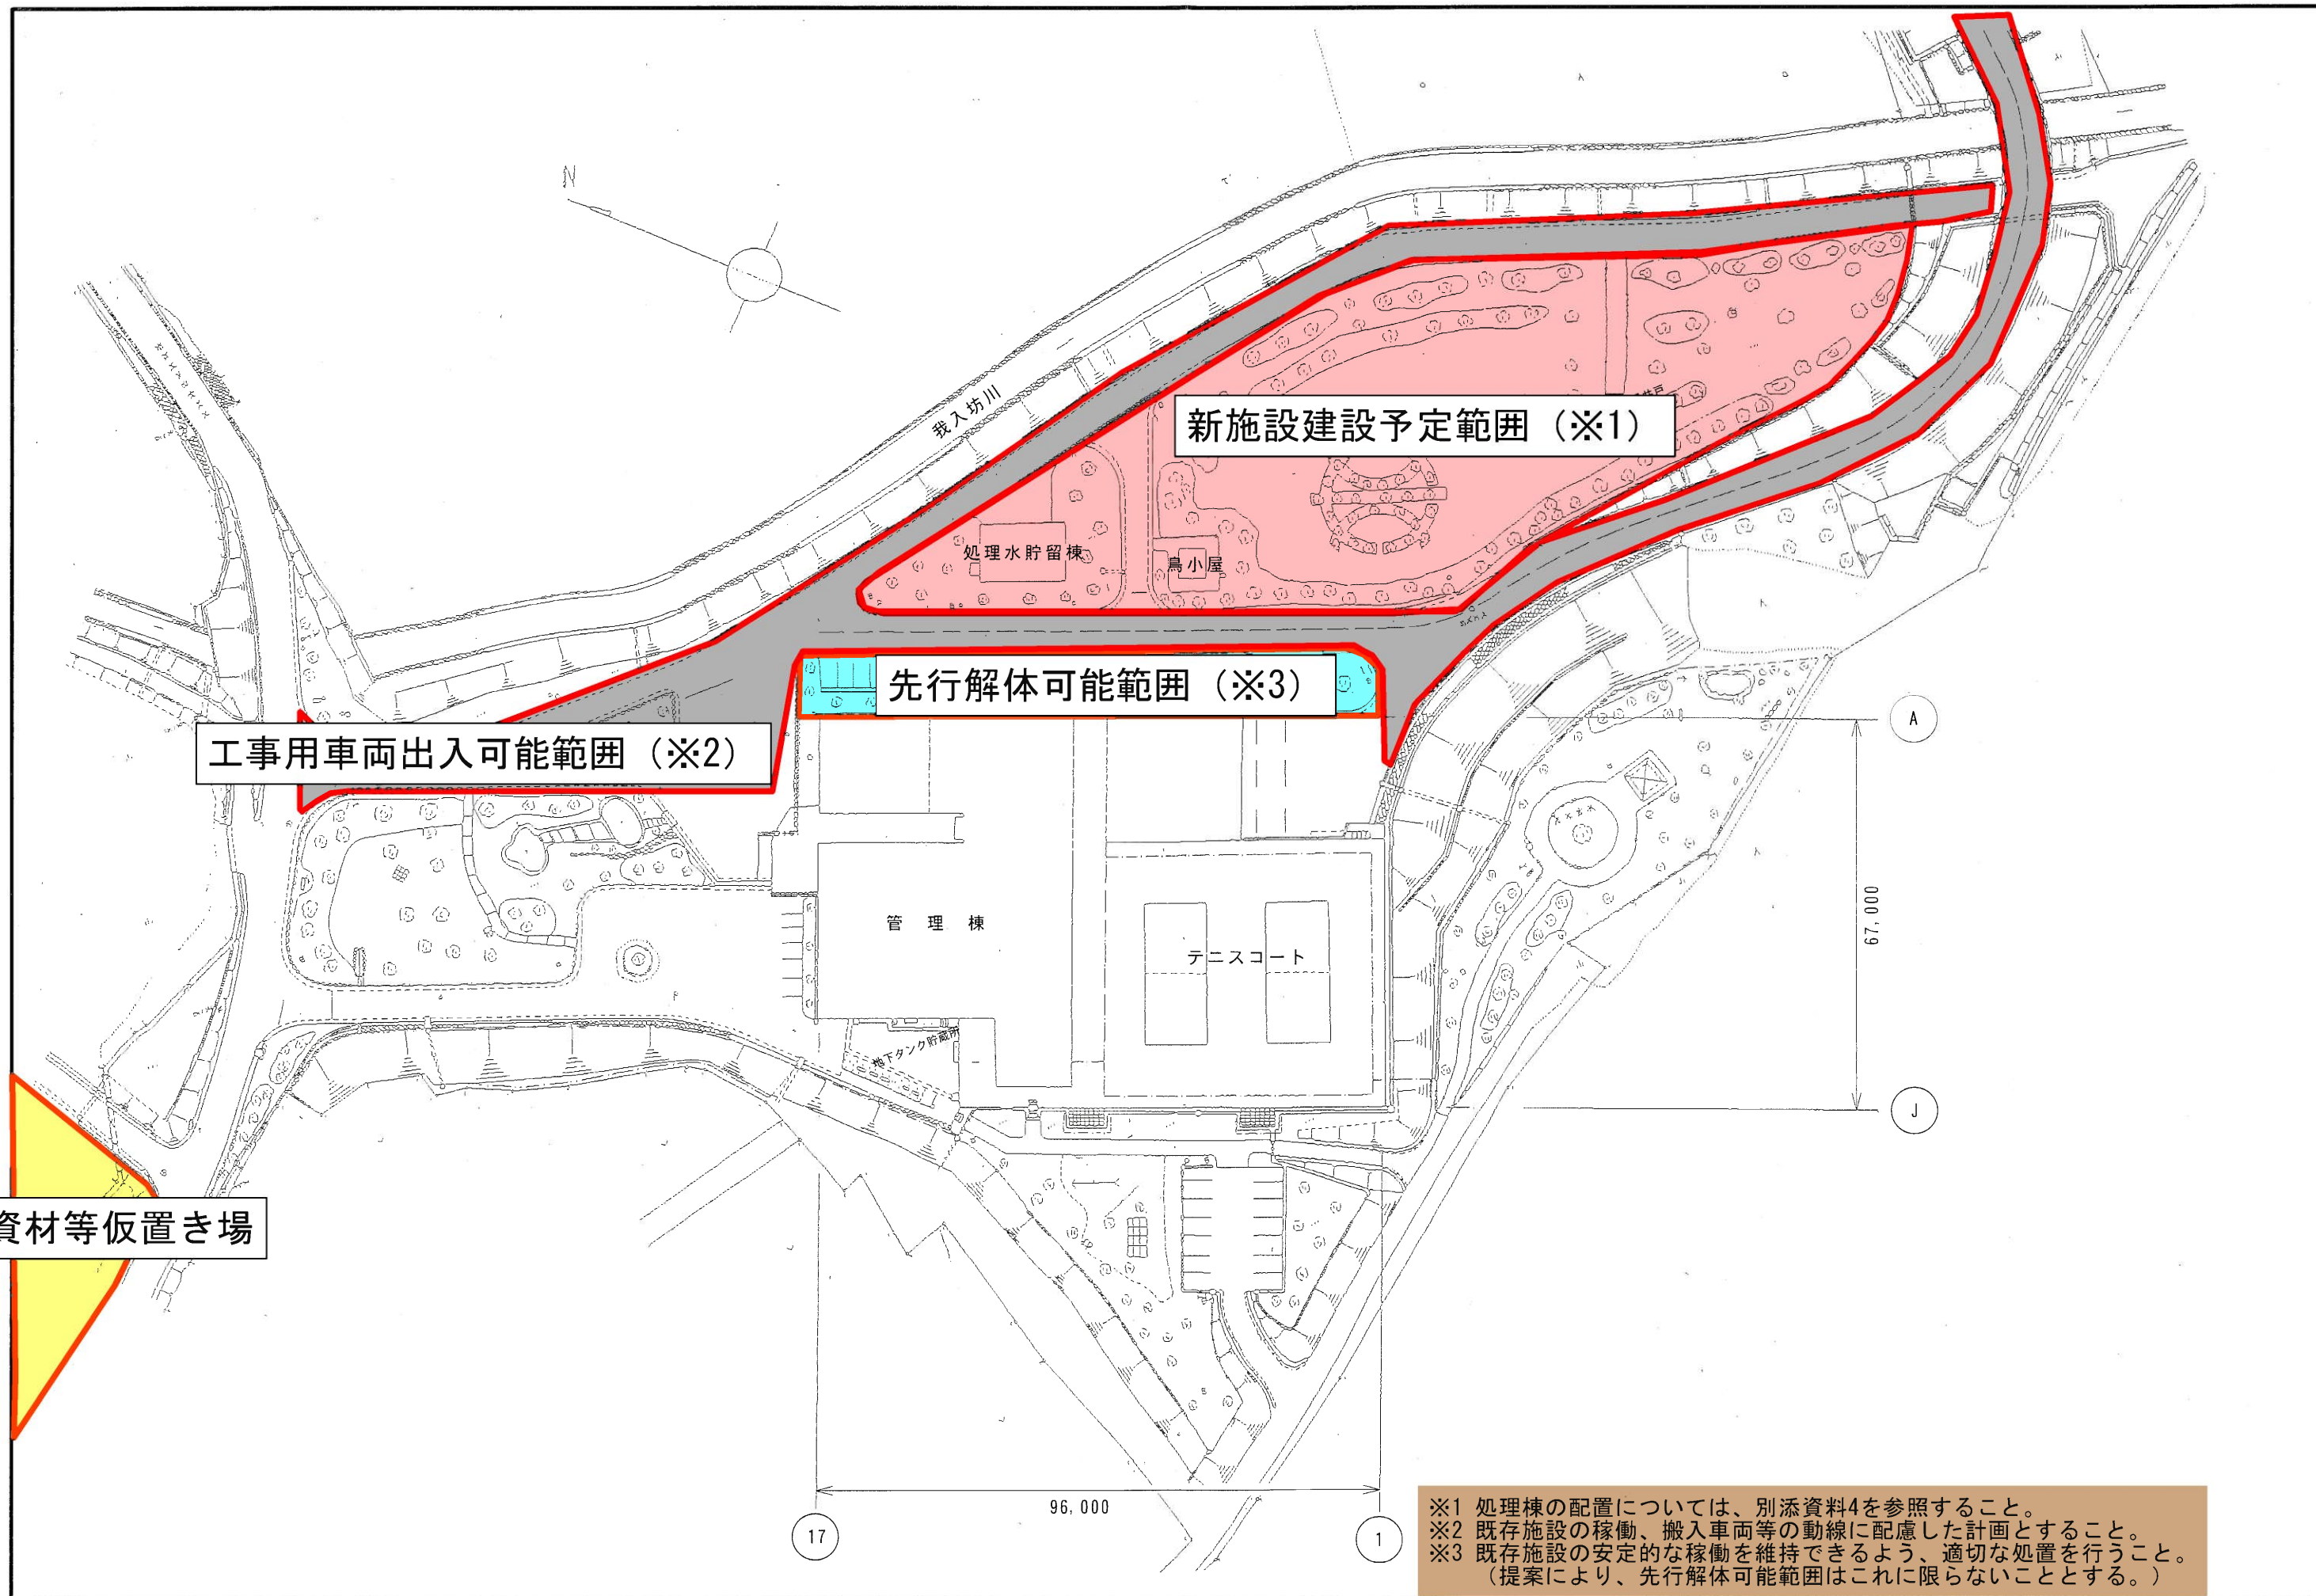 N
我入坊川
新施設建設予定範囲（※1）
処理水貯留棟
鳥小屋
先行解体可能範囲（※3）
工事用車両出入可能範囲（※2）
A
67,000
管理棟
テニスコート
地下タンク貯蔵所
J
資材等仮置き場
96,000
17
1
※1 処理棟の配置については、別添資料4を参照すること。
※2 既存施設の稼働、搬入車両等の動線に配慮した計画とすること。
※3 既存施設の安定的な稼働を維持できるよう、適切な処置を行うこと。
（提案により、先行解体可能範囲はこれに限らないこととする。）